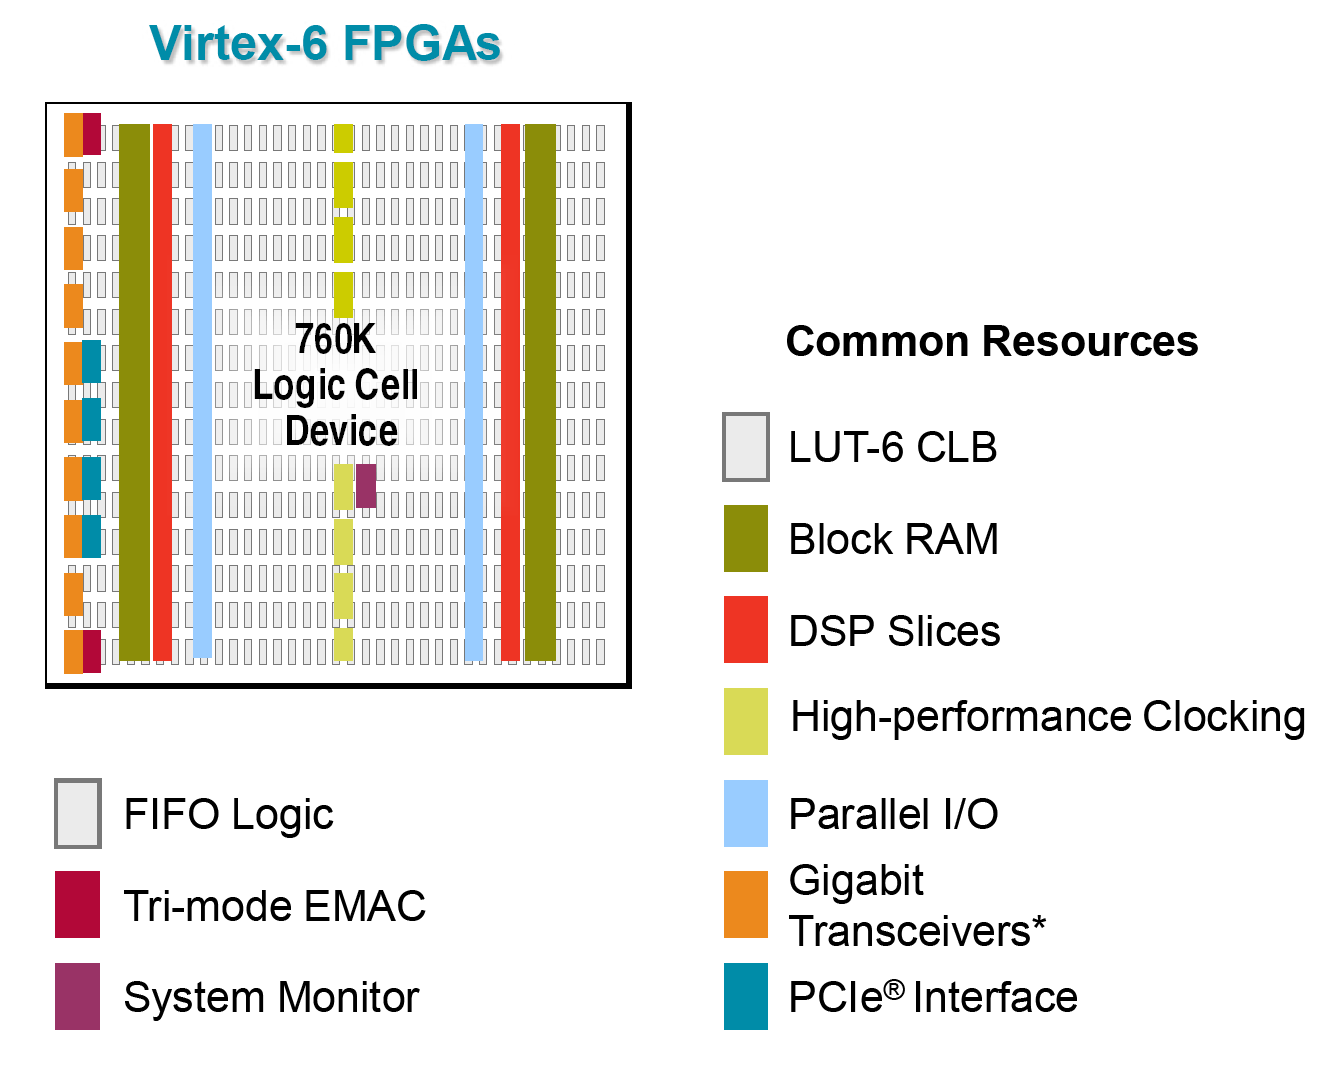 Virtex-6 FPGAs
760K
Logic Cell
Device
FIFO Logic
Tri-mode EMAC
System Monitor
Common Resources
LUT-6 CLB
Block RAM
DSP Slices
High-performance Clocking
Parallel I/O
Gigabit
Transceivers*
PCIe® Interface